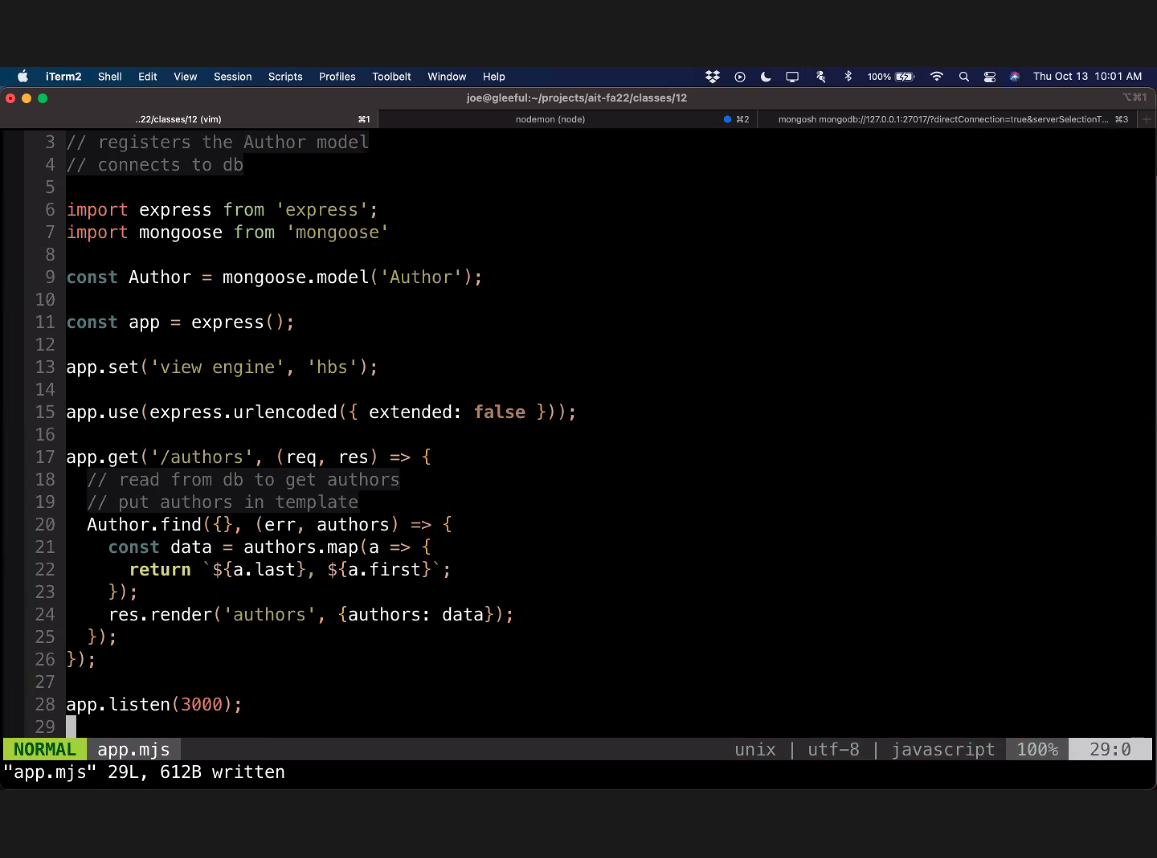 iTerm2 Shell Edit View Session Scripts Profiles Toolbelt Window Help 100% Thu Oct 13 10:01 AM
joe@gleeful:~/projects/ait-fa22/classes/12 ⌥⌘1
..22/classes/12 (vim) ⌘1 nodemon (node) ⌘2 mongosh mongodb://127.0.0.1:27017/?directConnection=true&serverSelectionT... ⌘3 +
3 // registers the Author model
4 // connects to db
5
6 import express from 'express';
7 import mongoose from 'mongoose'
8
9 const Author = mongoose.model('Author');
10
11 const app = express();
12
13 app.set('view engine', 'hbs');
14
15 app.use(express.urlencoded({ extended: false }));
16
17 app.get('/authors', (req, res) => {
18   // read from db to get authors
19   // put authors in template
20   Author.find({}, (err, authors) => {
21     const data = authors.map(a => {
22       return `${a.last}, ${a.first}`;
23     });
24     res.render('authors', {authors: data});
25   });
26 });
27
28 app.listen(3000);
29
NORMAL app.mjs unix | utf-8 | javascript 100% 29:0
"app.mjs" 29L, 612B written